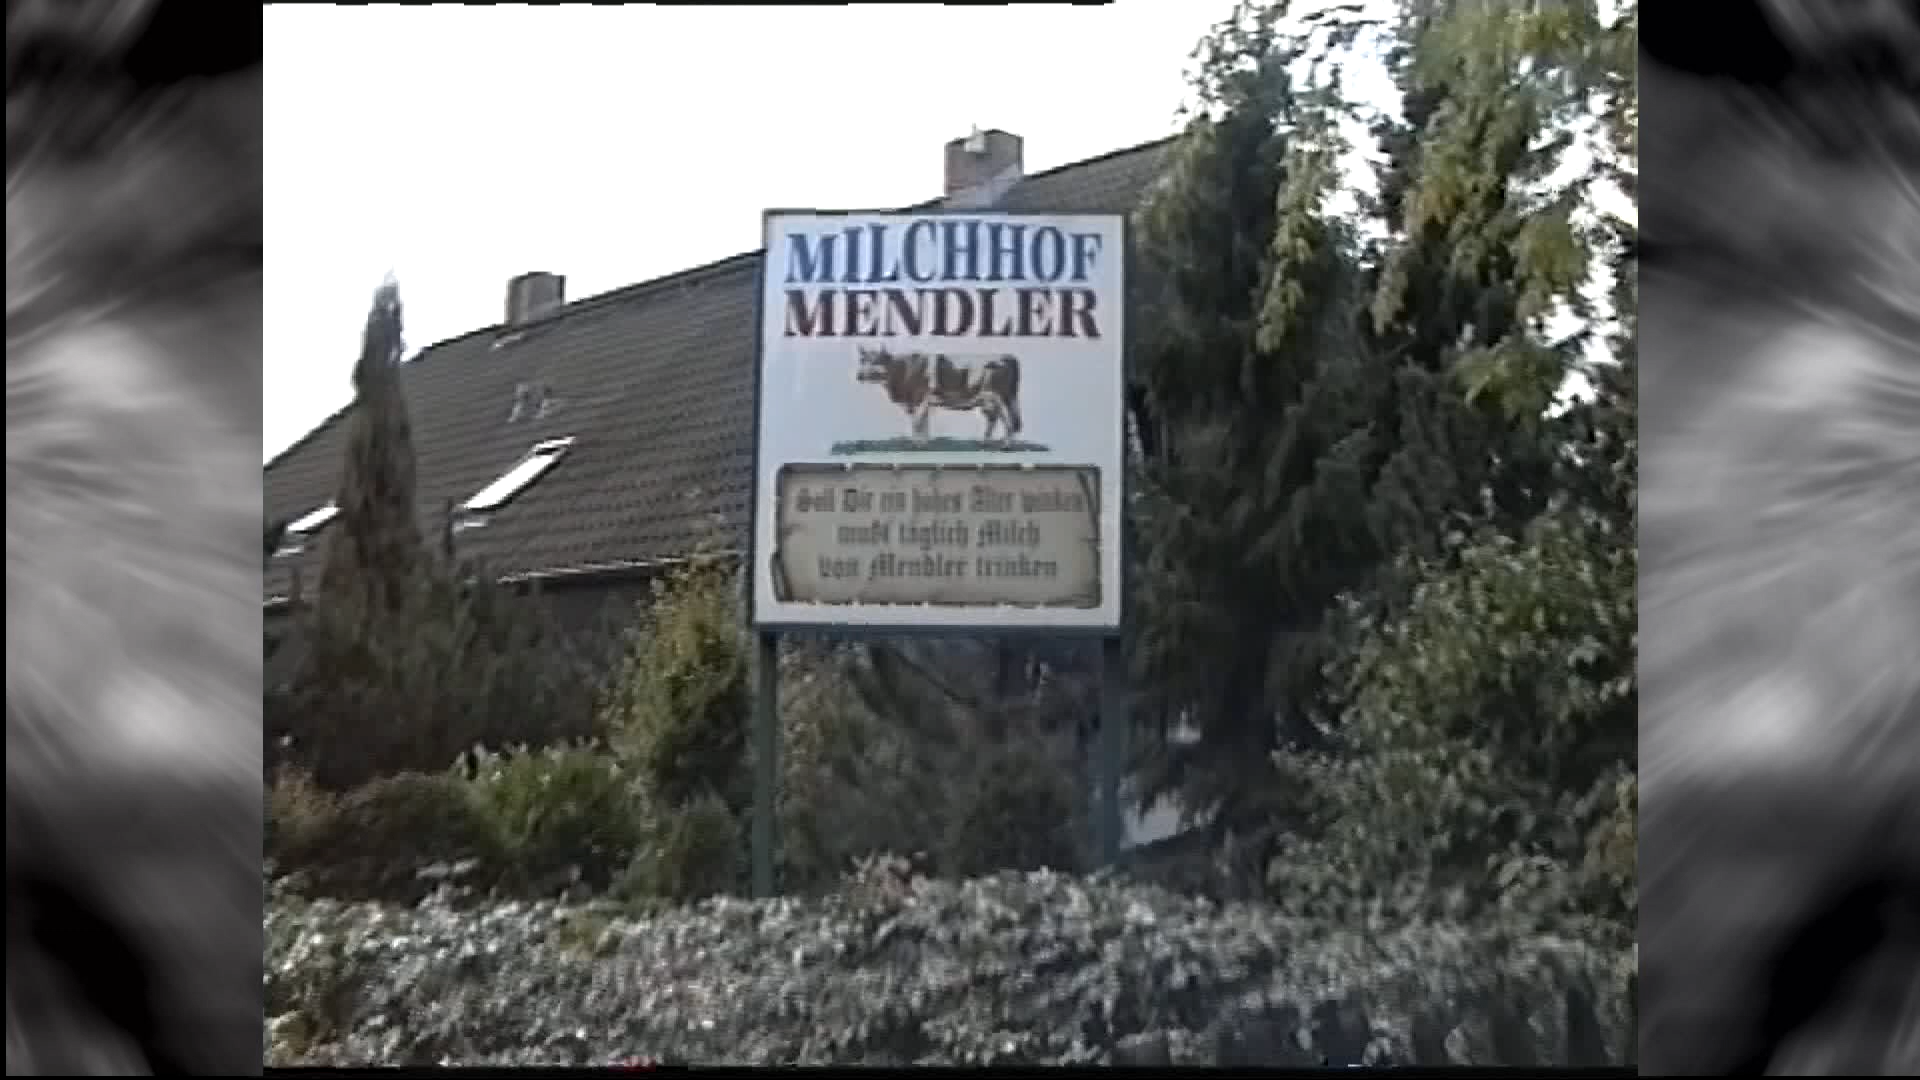 MILCHHOF
MENDLER
Soll Dir ein hohes Alter winken
mußt täglich Milch
von Mendler trinken